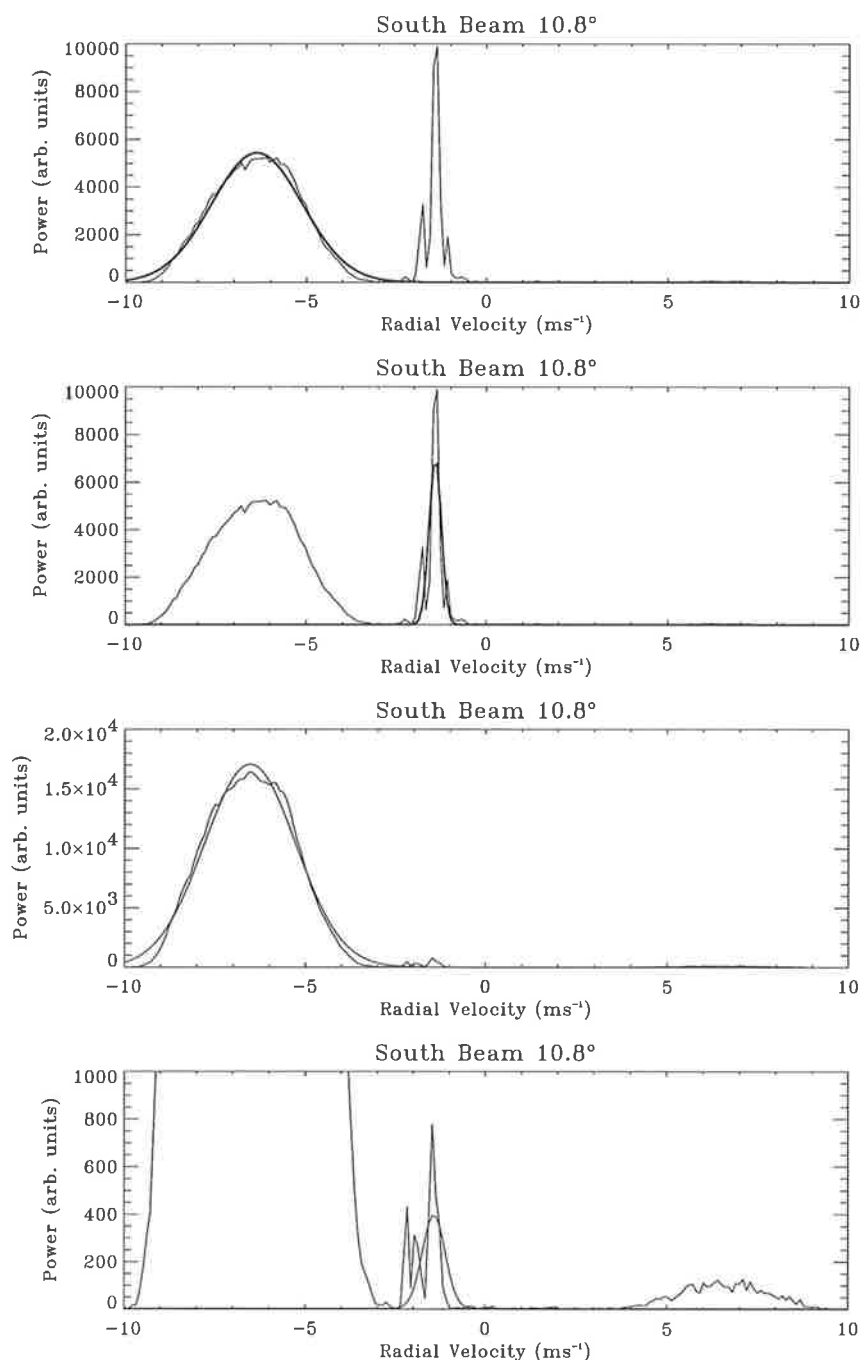 South Beam 10.8°
Power (arb. units)
10000
8000
6000
4000
2000
0
-10 -5 0 5 10
Radial Velocity (ms⁻¹)
South Beam 10.8°
Power (arb. units)
10000
8000
6000
4000
2000
0
-10 -5 0 5 10
Radial Velocity (ms⁻¹)
South Beam 10.8°
Power (arb. units)
2.0×10⁴
1.5×10⁴
1.0×10⁴
5.0×10³
0
-10 -5 0 5 10
Radial Velocity (ms⁻¹)
South Beam 10.8°
Power (arb. units)
1000
800
600
400
200
0
-10 -5 0 5 10
Radial Velocity (ms⁻¹)